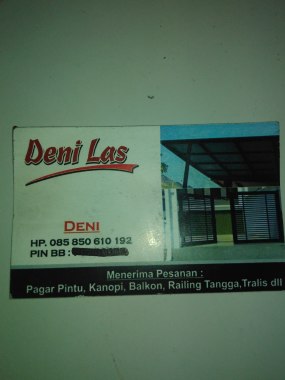 Deni Las
DENI
HP. 085 850 610 192
PIN BB :
Menerima Pesanan :
Pagar Pintu, Kanopi, Balkon, Railing Tangga,Tralis dll